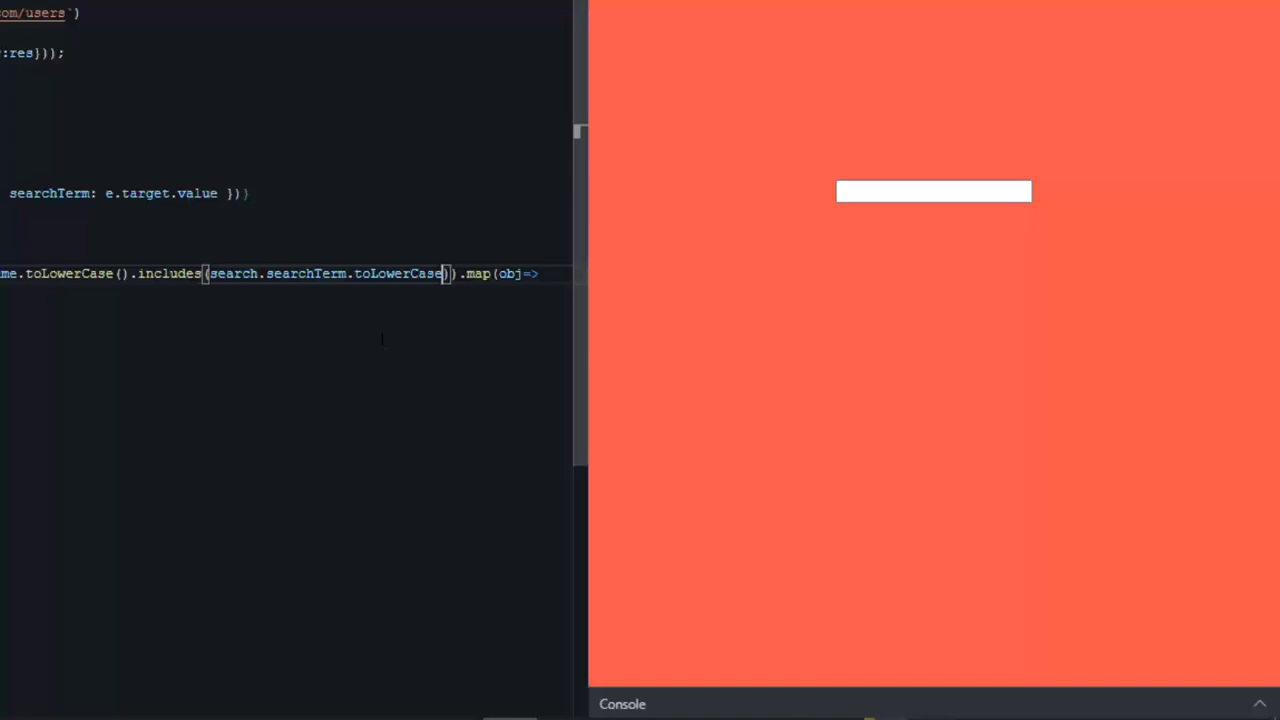 om/users`)
:res}));
searchTerm: e.target.value })}
me.toLowerCase().includes(search.searchTerm.toLowerCase)).map(obj=>
Console